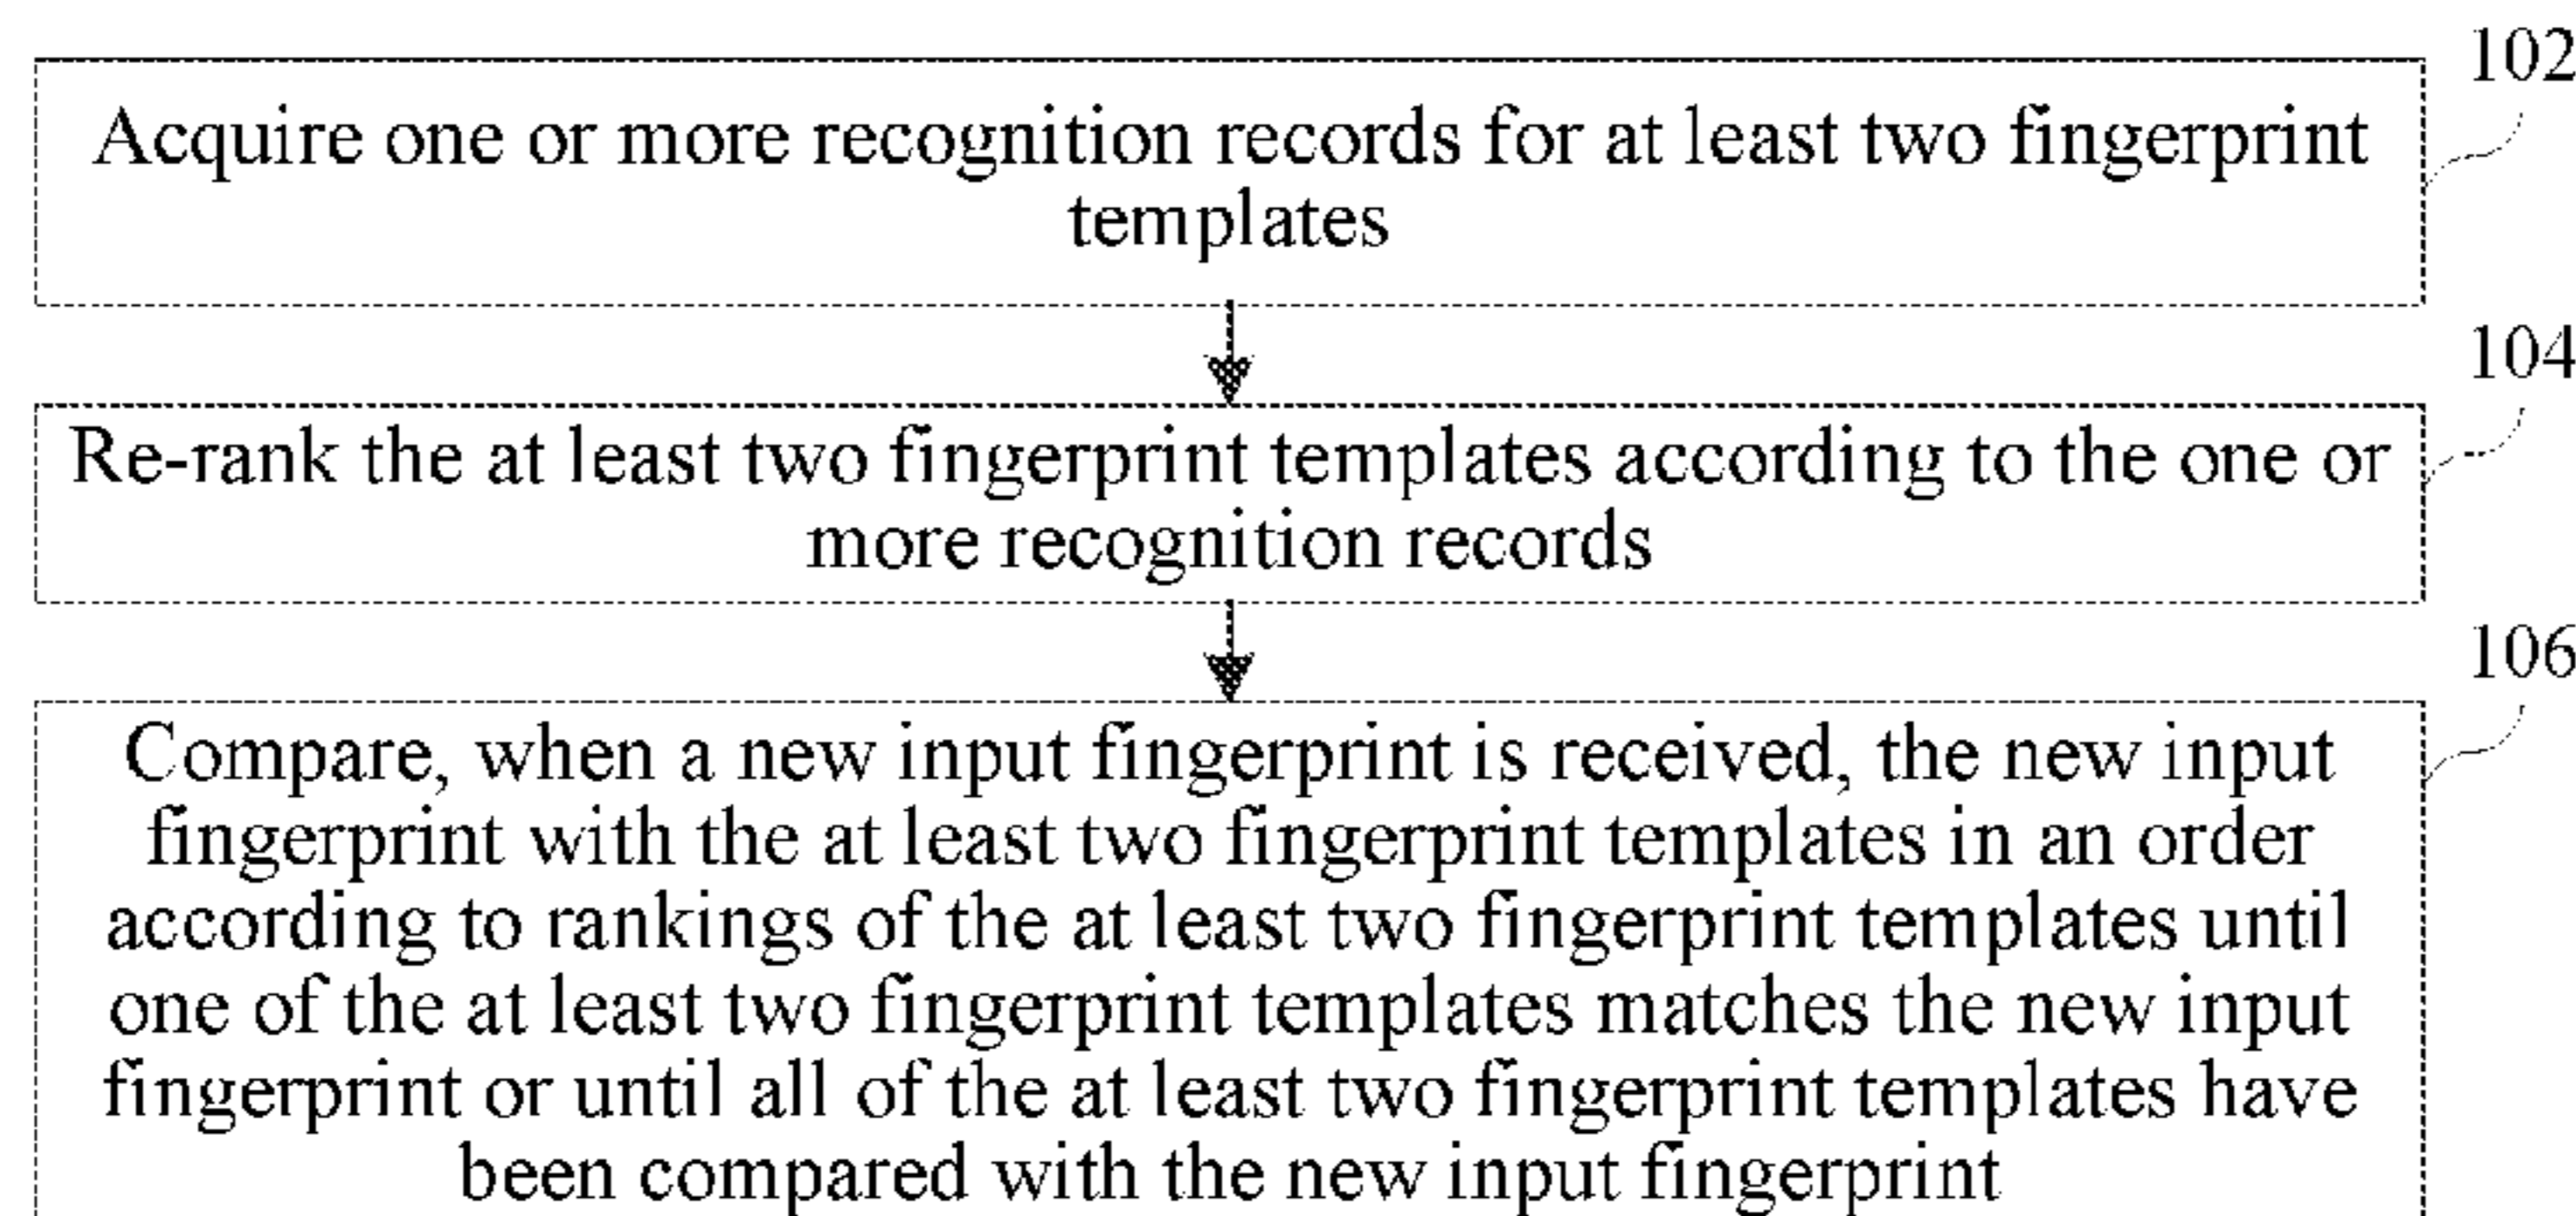 102
Acquire one or more recognition records for at least two fingerprint
templates
104
Re-rank the at least two fingerprint templates according to the one or
more recognition records
106
Compare, when a new input fingerprint is received, the new input
fingerprint with the at least two fingerprint templates in an order
according to rankings of the at least two fingerprint templates until
one of the at least two fingerprint templates matches the new input
fingerprint or until all of the at least two fingerprint templates have
been compared with the new input fingerprint